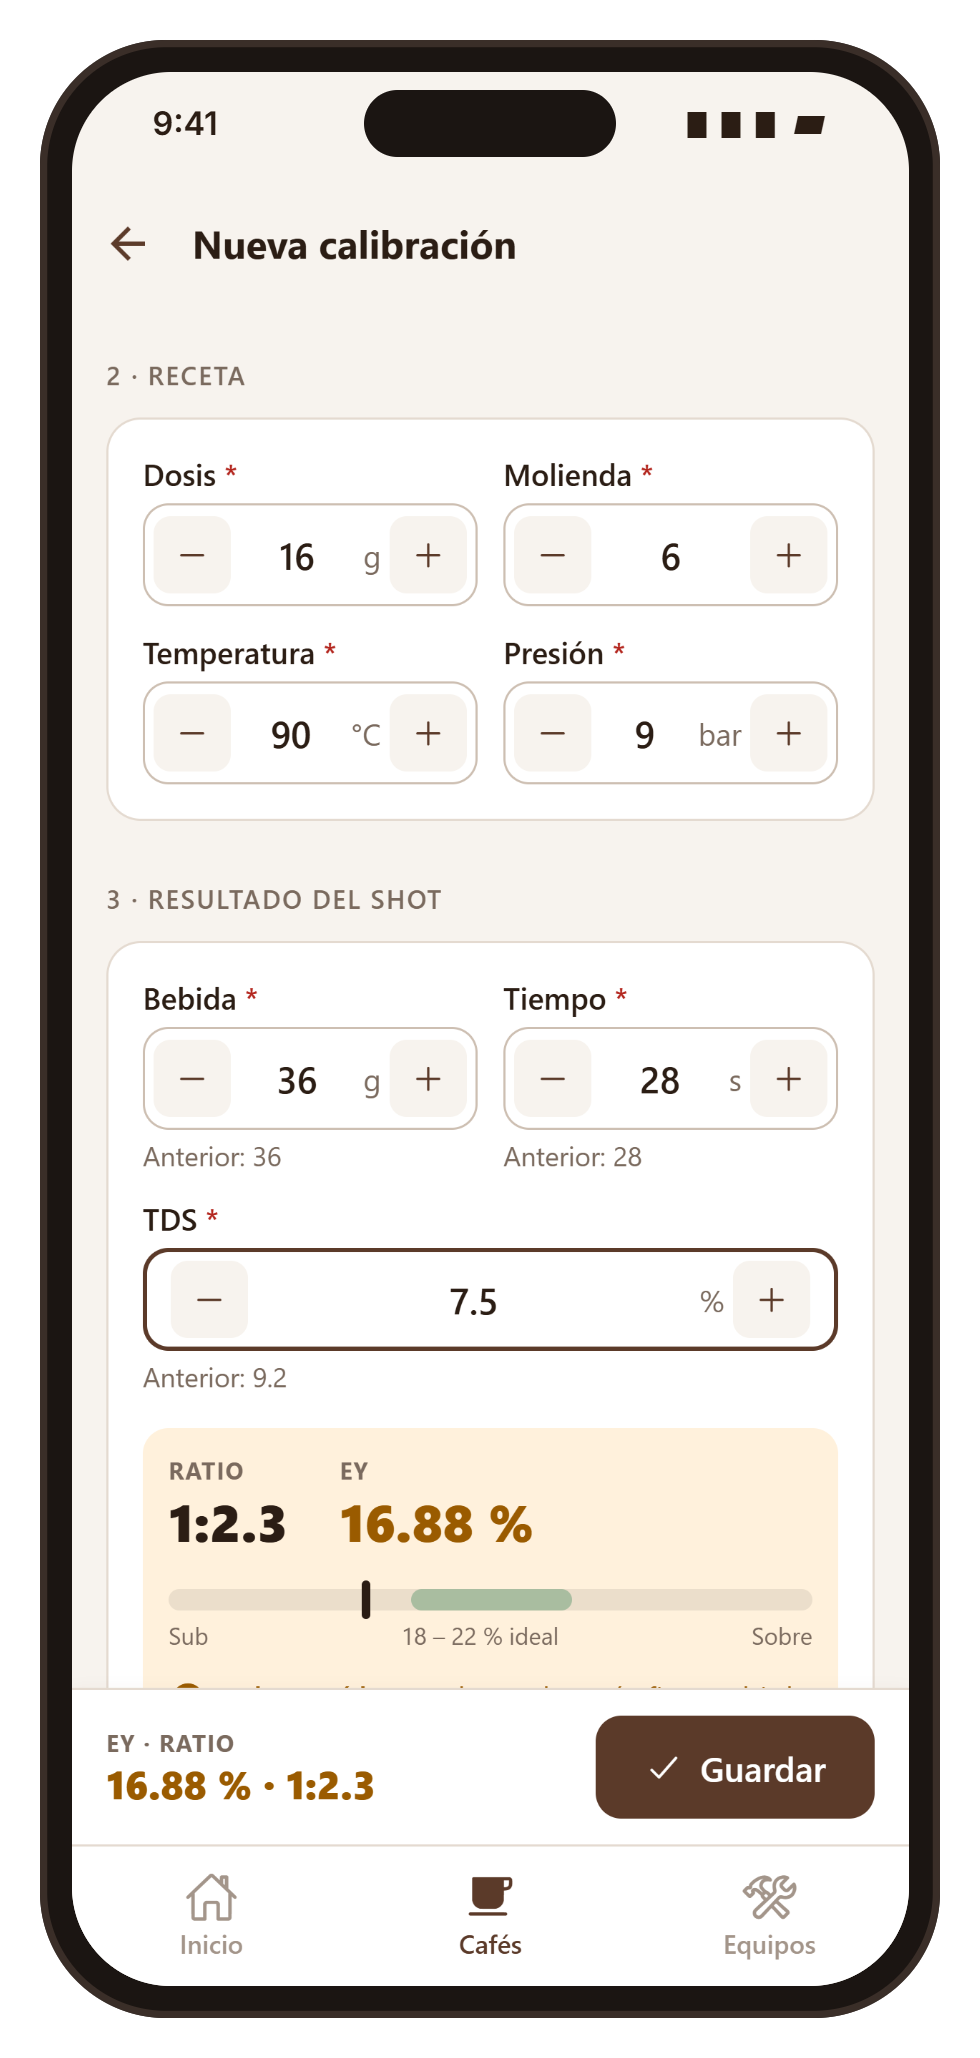 9:41
Nueva calibración
2 · RECETA
Dosis * Molienda *
− 16 g + − 6 +
Temperatura * Presión *
− 90 °C + − 9 bar +
3 · RESULTADO DEL SHOT
Bebida * Tiempo *
− 36 g + − 28 s +
Anterior: 36 Anterior: 28
TDS *
− 7.5 % +
Anterior: 9.2
RATIO EY
1:2.3 16.88 %
Sub 18 – 22 % ideal Sobre
EY · RATIO
16.88 % · 1:2.3
Guardar
Inicio Cafés Equipos